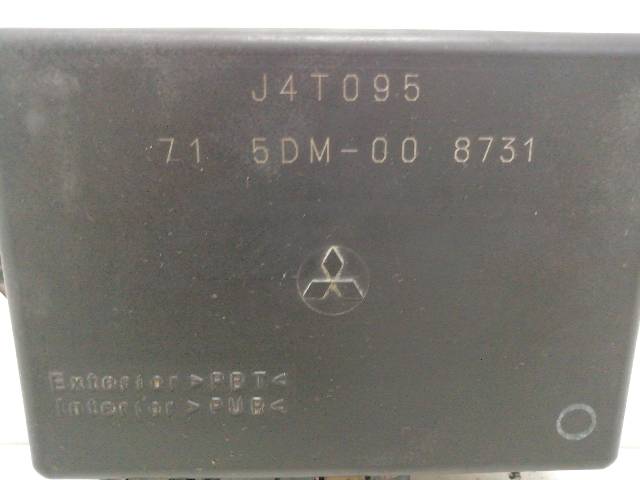 J4T095
71 5DM-00 8731
Exterior >PBT<
Interior >PUR<